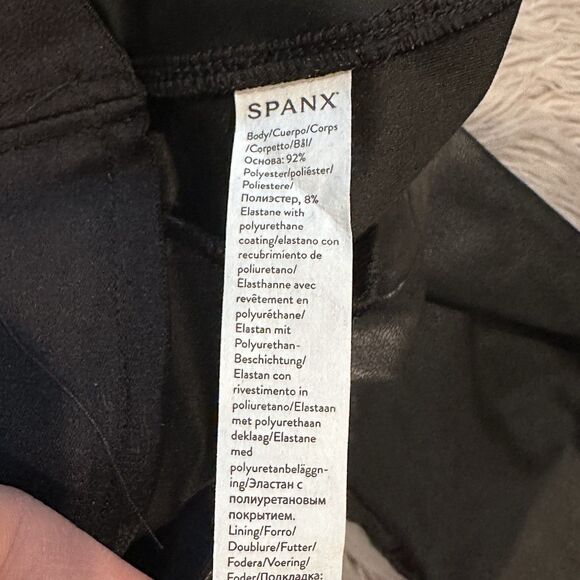 SPANX
Body/Cuerpo/Corps
/Corpetto/Bål/
Основа: 92%
Polyester/poliéster/
Poliestere/
Полиэстер, 8%
Elastane with
polyurethane
coating/elastano con
recubrimiento de
poliuretano/
Elasthanne avec
revêtement en
polyuréthane/
Elastan mit
Polyurethan-
Beschichtung/
Elastan con
rivestimento in
poliuretano/Elastaan
met polyurethaan
deklaag/Elastane
med
polyuretanbeläggn-
ing/Эластан с
полиуретановым
покрытием.
Lining/Forro/
Doublure/Futter/
Fodera/Voering/
Foder/Подкладка: